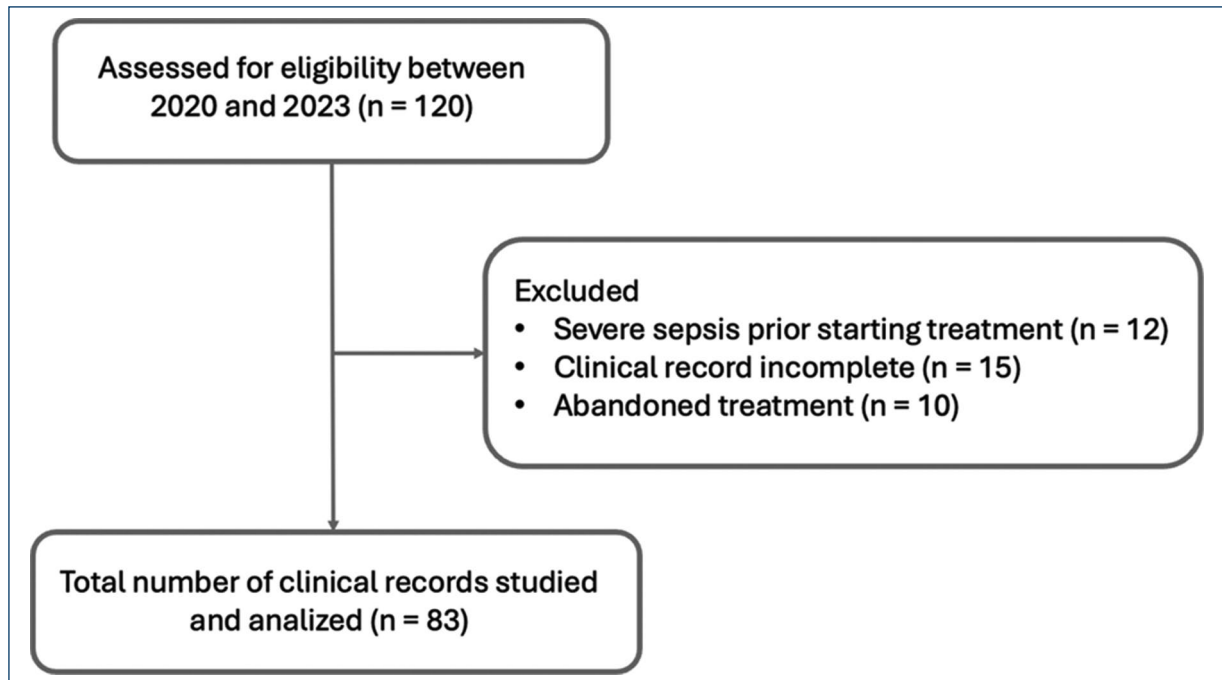 Assessed for eligibility between
2020 and 2023 (n = 120)
Excluded
• Severe sepsis prior starting treatment (n = 12)
• Clinical record incomplete (n = 15)
• Abandoned treatment (n = 10)
Total number of clinical records studied
and analized (n = 83)